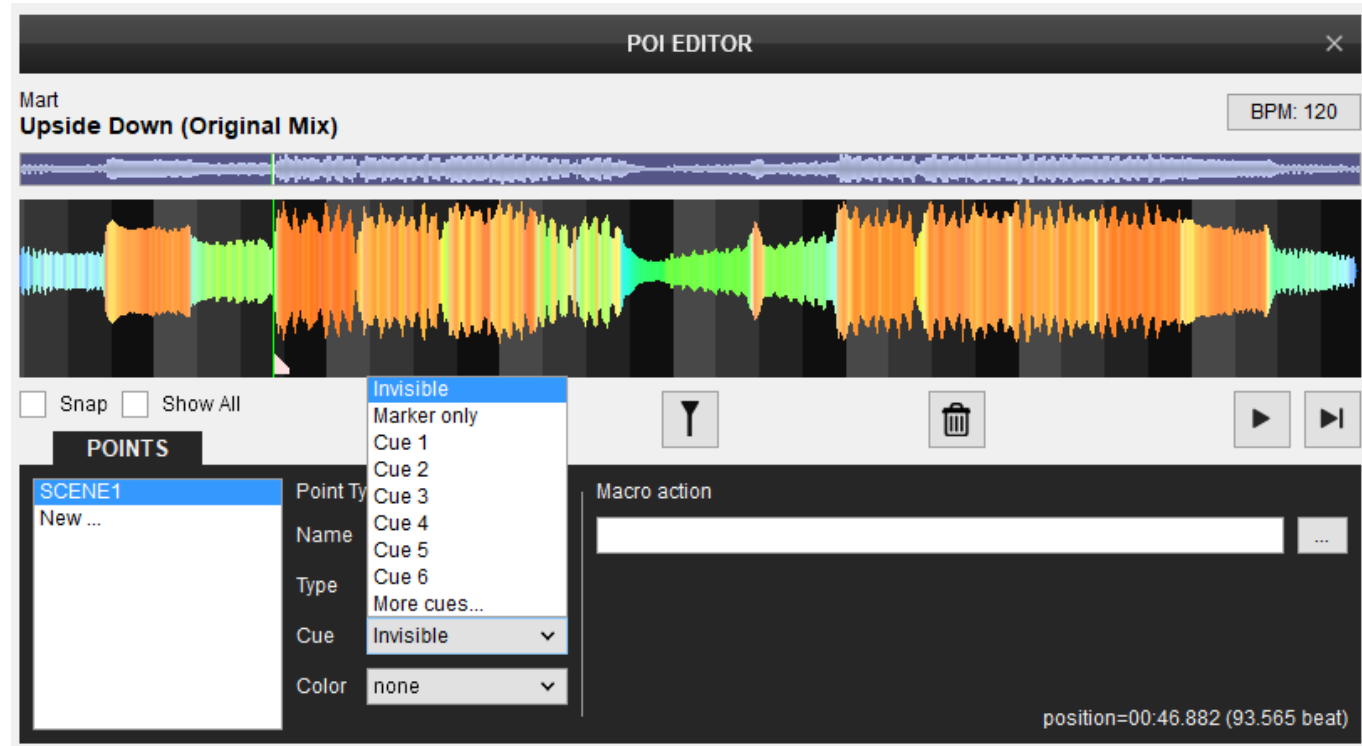 POI EDITOR
Mart
Upside Down (Original Mix)
BPM: 120
Snap
Show All
POINTS
SCENE1
New ...
Point Ty
Name
Type
Cue
Color
Invisible
Marker only
Cue 1
Cue 2
Cue 3
Cue 4
Cue 5
Cue 6
More cues...
Invisible
none
Macro action
...
position=00:46.882 (93.565 beat)